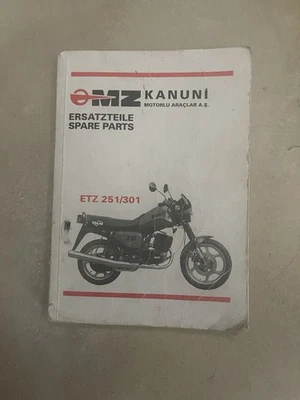 MZ KANUNİ
MOTORLU ARAÇLAR A.Ş.
ERSATZTEILE
SPARE PARTS
ETZ 251/301